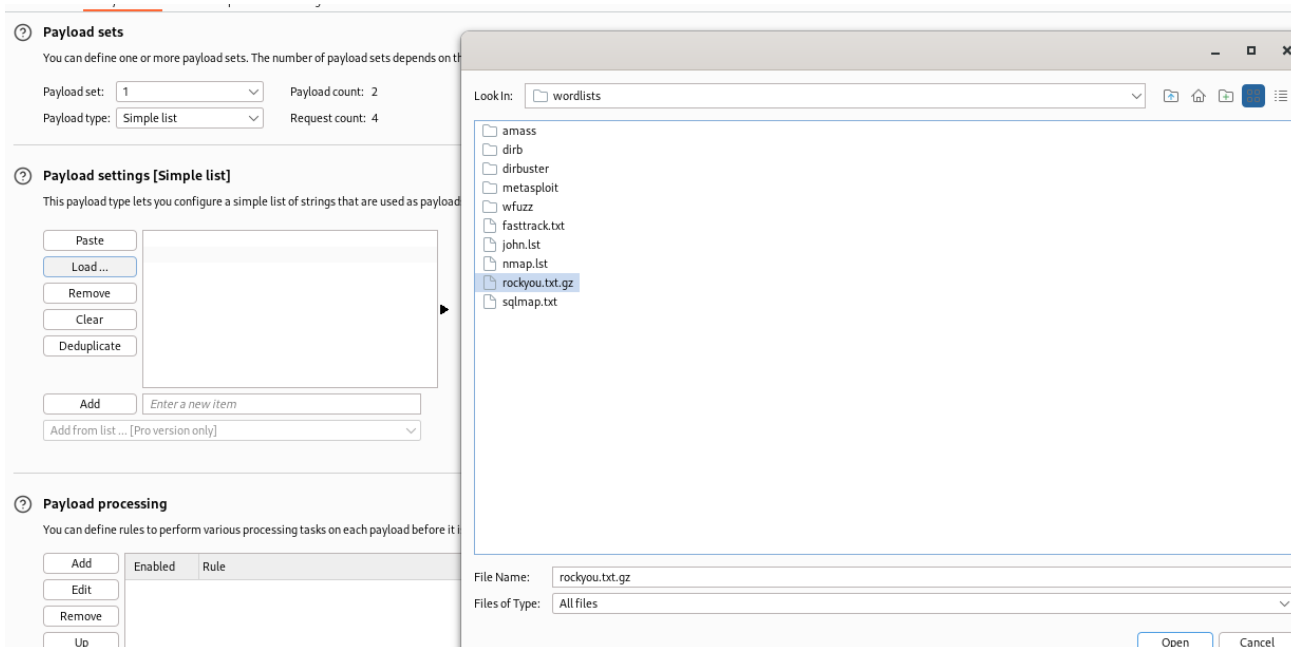 Payload sets
You can define one or more payload sets. The number of payload sets depends on th
Payload set: 1 Payload count: 2
Payload type: Simple list Request count: 4
Payload settings [Simple list]
This payload type lets you configure a simple list of strings that are used as payload
Paste
Load ...
Remove
Clear
Deduplicate
Add Enter a new item
Add from list ... [Pro version only]
Payload processing
You can define rules to perform various processing tasks on each payload before it i
Add Enabled Rule
Edit
Remove
Up
Look In: wordlists
amass
dirb
dirbuster
metasploit
wfuzz
fasttrack.txt
john.lst
nmap.lst
rockyou.txt.gz
sqlmap.txt
File Name: rockyou.txt.gz
Files of Type: All files
Open Cancel